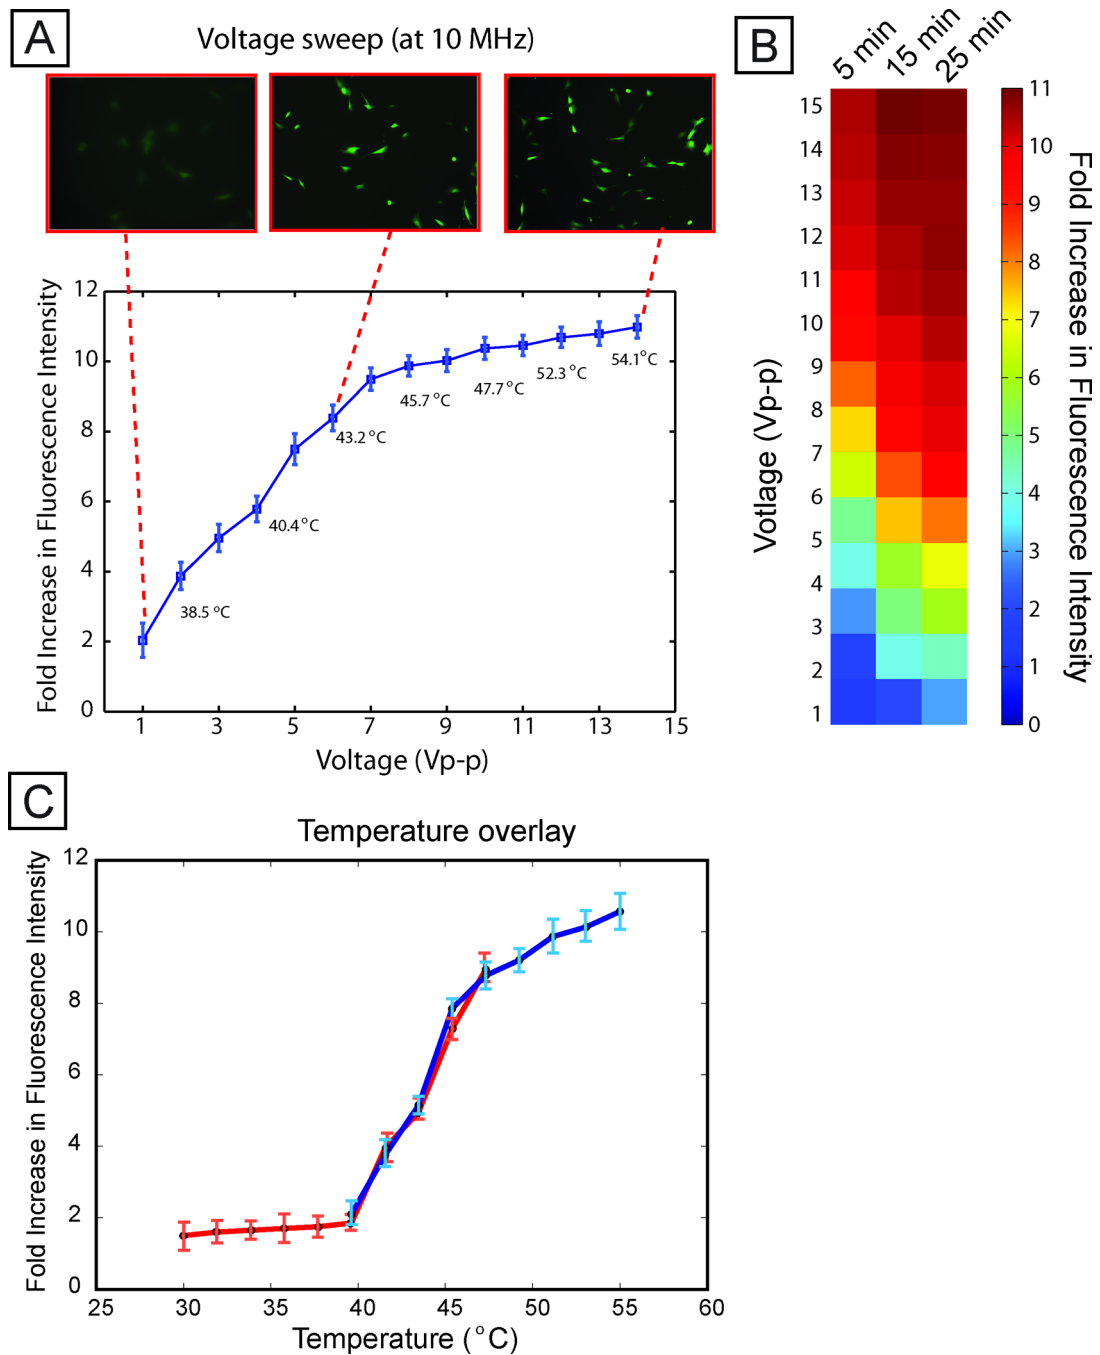 A
Voltage sweep (at 10 MHz)
Fold Increase in Fluorescence Intensity
12
10
8
6
4
2
0
38.5 °C
40.4 °C
43.2 °C
45.7 °C
47.7 °C
52.3 °C
54.1°C
1
3
5
7
9
11
13
15
Voltage (Vp-p)
B
5 min
15 min
25 min
Votlage (Vp-p)
15
14
13
12
11
10
9
8
7
6
5
4
3
2
1
11
10
9
8
7
6
5
4
3
2
1
0
Fold Increase in Fluorescence Intensity
C
Temperature overlay
Fold Increase in Fluorescence Intensity
12
10
8
6
4
2
0
25
30
35
40
45
50
55
60
Temperature (°C)